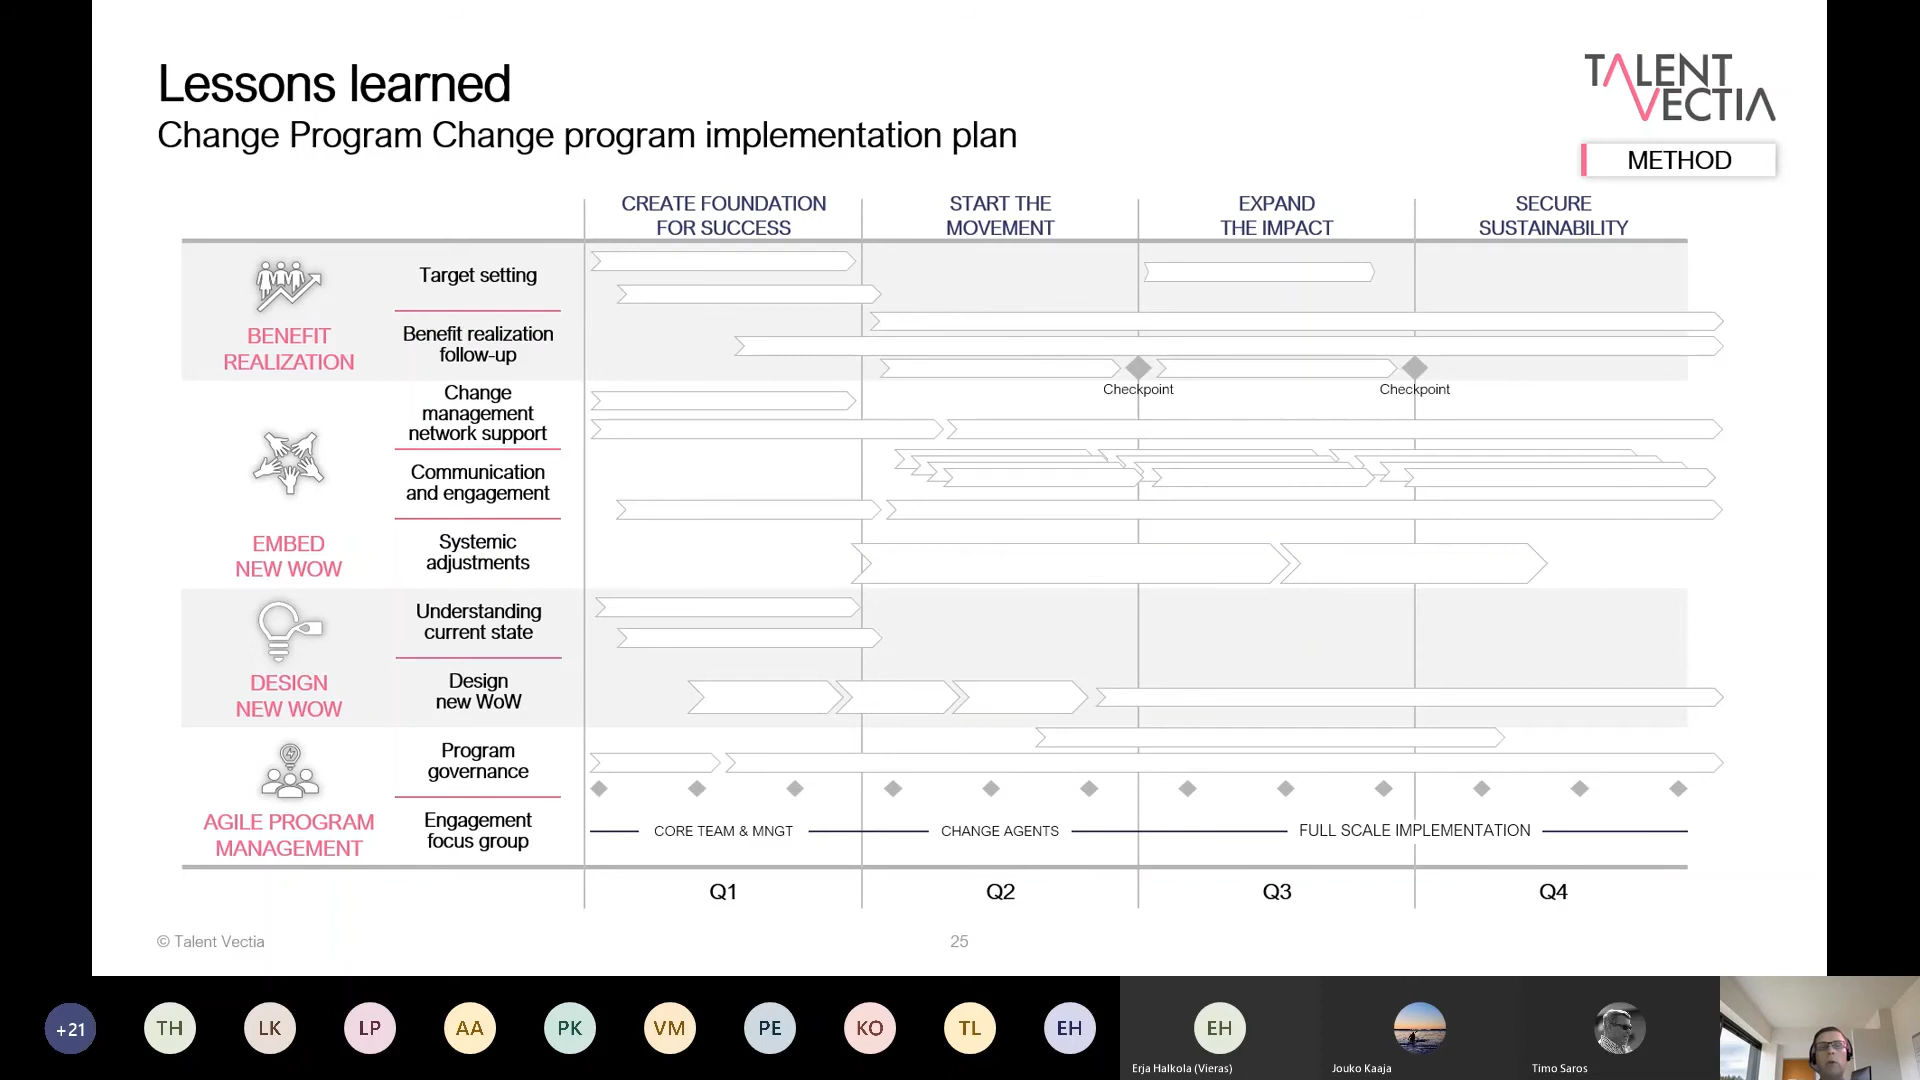 Lessons learned
Change Program Change program implementation plan
TALENT
VECTIA
METHOD
CREATE FOUNDATION
FOR SUCCESS
START THE
MOVEMENT
EXPAND
THE IMPACT
SECURE
SUSTAINABILITY
BENEFIT
REALIZATION
Target setting
Benefit realization
follow-up
Checkpoint
Checkpoint
EMBED
NEW WOW
Change
management
network support
Communication
and engagement
Systemic
adjustments
DESIGN
NEW WOW
Understanding
current state
Design
new WoW
AGILE PROGRAM
MANAGEMENT
Program
governance
Engagement
focus group
CORE TEAM & MNGT
CHANGE AGENTS
FULL SCALE IMPLEMENTATION
Q1
Q2
Q3
Q4
© Talent Vectia
25
+21
TH
LK
LP
AA
PK
VM
PE
KO
TL
EH
EH
Erja Halkola (Vieras)
Jouko Kaaja
Timo Saros